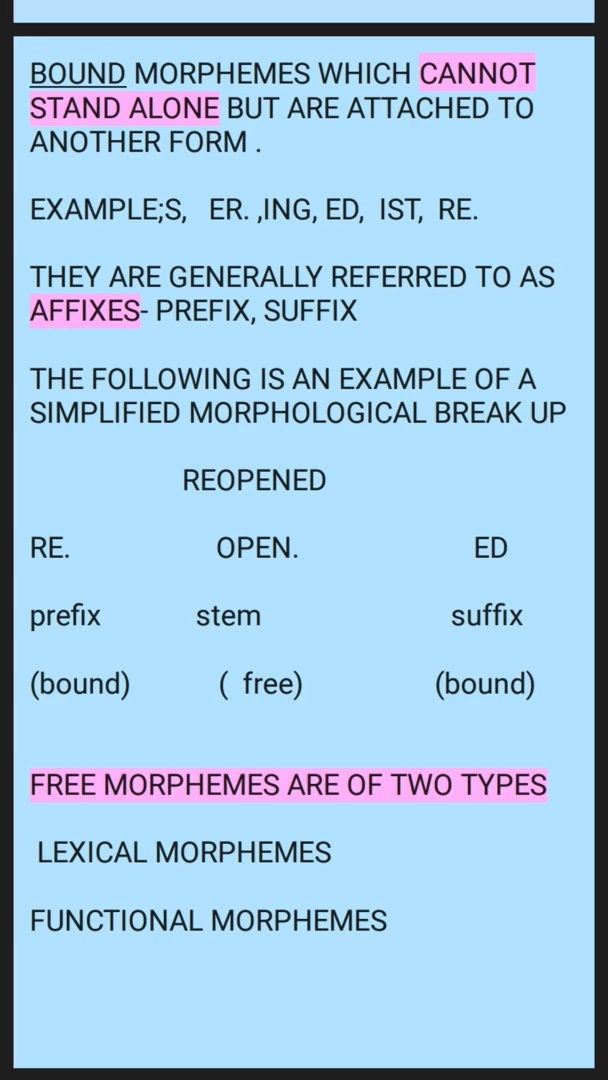 BOUND MORPHEMES WHICH CANNOT
STAND ALONE BUT ARE ATTACHED TO
ANOTHER FORM .
EXAMPLE;S, ER. ,ING, ED, IST, RE.
THEY ARE GENERALLY REFERRED TO AS
AFFIXES- PREFIX, SUFFIX
THE FOLLOWING IS AN EXAMPLE OF A
SIMPLIFIED MORPHOLOGICAL BREAK UP
REOPENED
RE. OPEN. ED
prefix stem suffix
(bound) ( free) (bound)
FREE MORPHEMES ARE OF TWO TYPES
LEXICAL MORPHEMES
FUNCTIONAL MORPHEMES